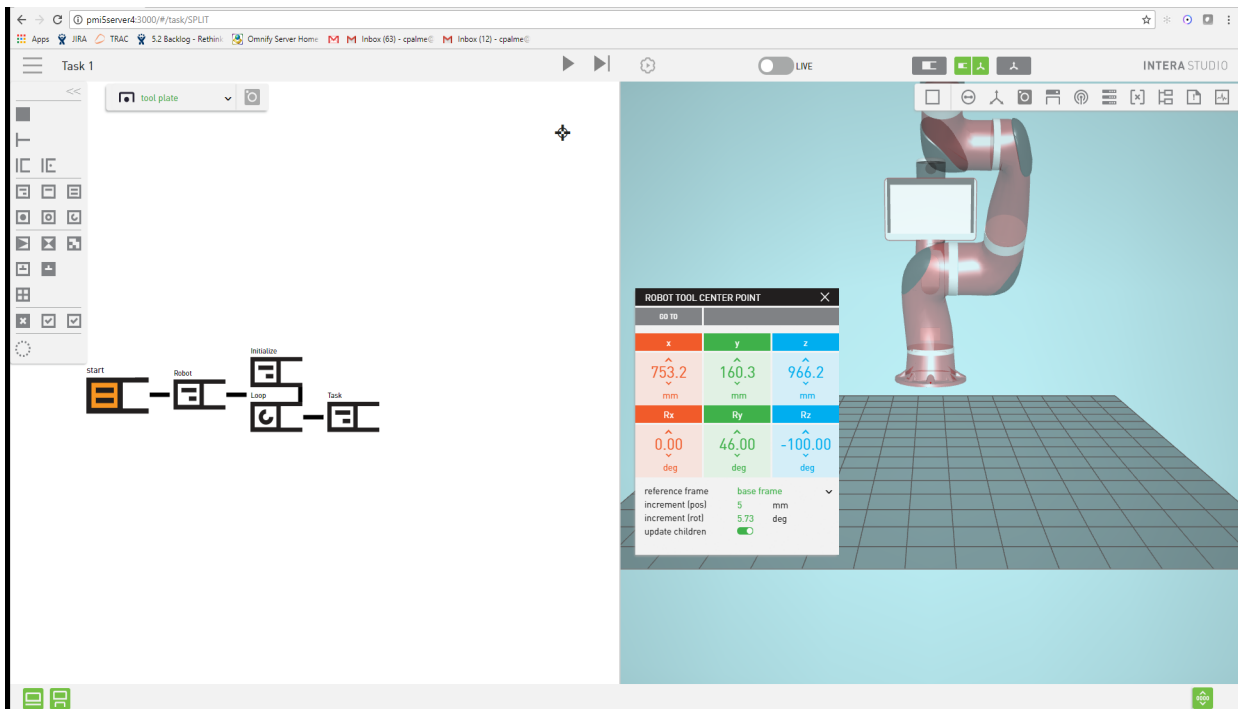 pmi5server4:3000/#/task/SPLIT
Apps JIRA TRAC 5.2 Backlog - Rethin Omnify Server Home Inbox (63) - cpalme Inbox (12) - cpalme
Task 1 LIVE INTERA STUDIO
<< tool plate
ROBOT TOOL CENTER POINT
GO TO
x y z
753.2 160.3 966.2
mm mm mm
Rx Ry Rz
0.00 46.00 -100.00
deg deg deg
reference frame base frame
increment (pos) 5 mm
increment (rot) 5.73 deg
update children
Initialize
start Robot
Loop Task